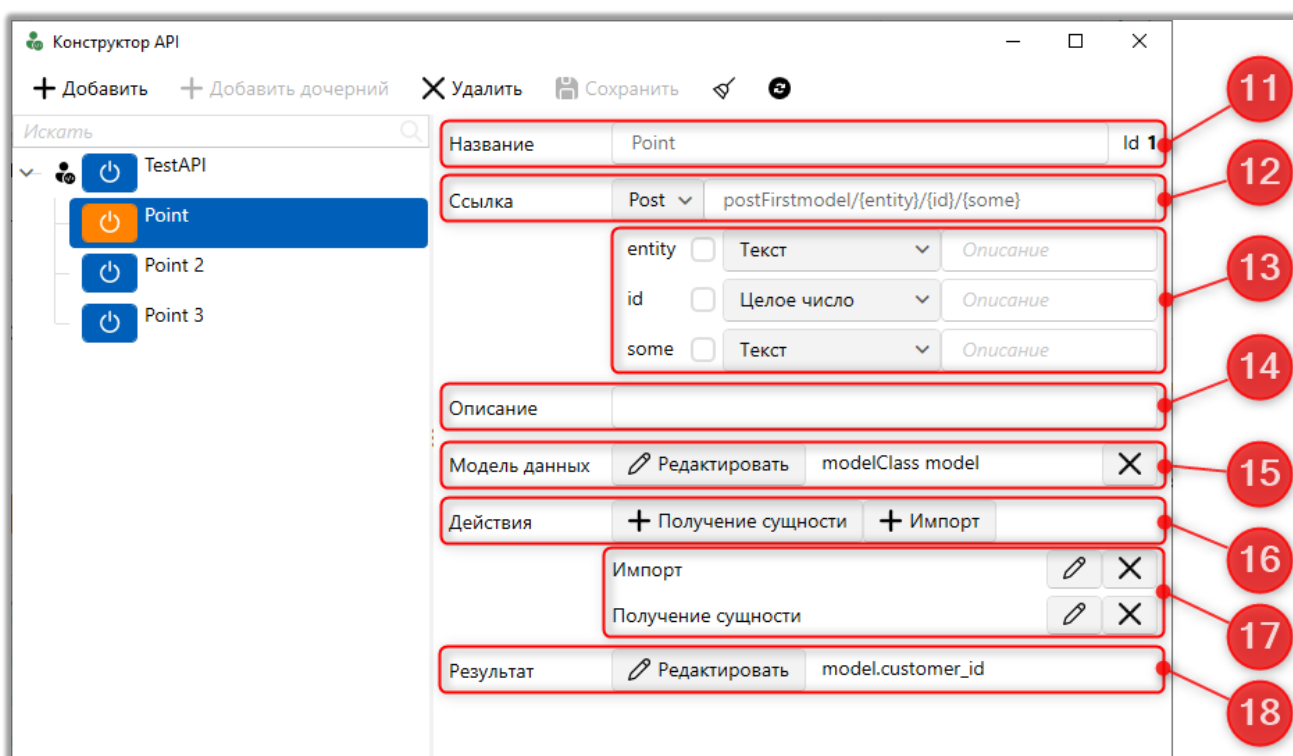 Конструктор API
Добавить Добавить дочерний Удалить Сохранить
Искать
TestAPI
Point
Point 2
Point 3
Название Point Id 1
11
Ссылка Post postFirstmodel/{entity}/{id}/{some}
12
entity Текст Описание
id Целое число Описание
some Текст Описание
13
Описание
14
Модель данных Редактировать modelClass model
15
Действия Получение сущности Импорт
16
Импорт
Получение сущности
17
Результат Редактировать model.customer_id
18